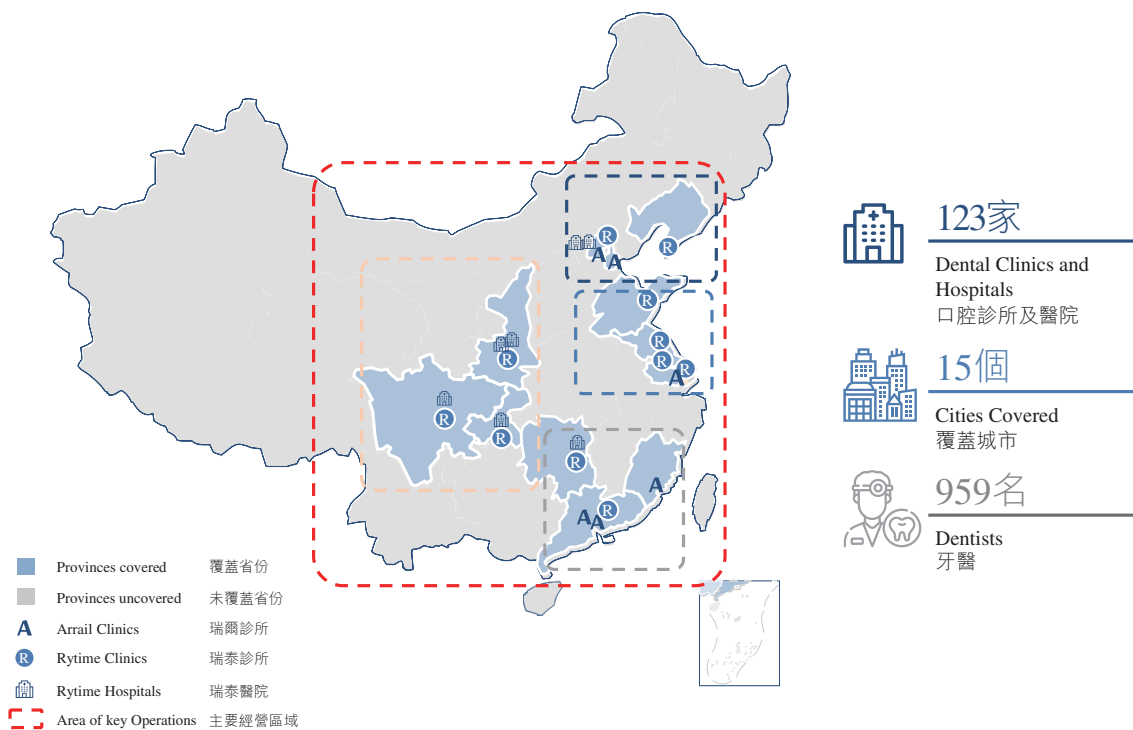 R
R
A
A
R
R
R
R
R
R
A
R
R
R
A
A
A
R
123家
Dental Clinics and
Hospitals
口腔診所及醫院
15個
Cities Covered
覆蓋城市
959名
Dentists
牙醫
Provinces covered 覆蓋省份
Provinces uncovered 未覆蓋省份
A Arrail Clinics 瑞爾診所
R Rytime Clinics 瑞泰診所
Rytime Hospitals 瑞泰醫院
Area of key Operations 主要經營區域